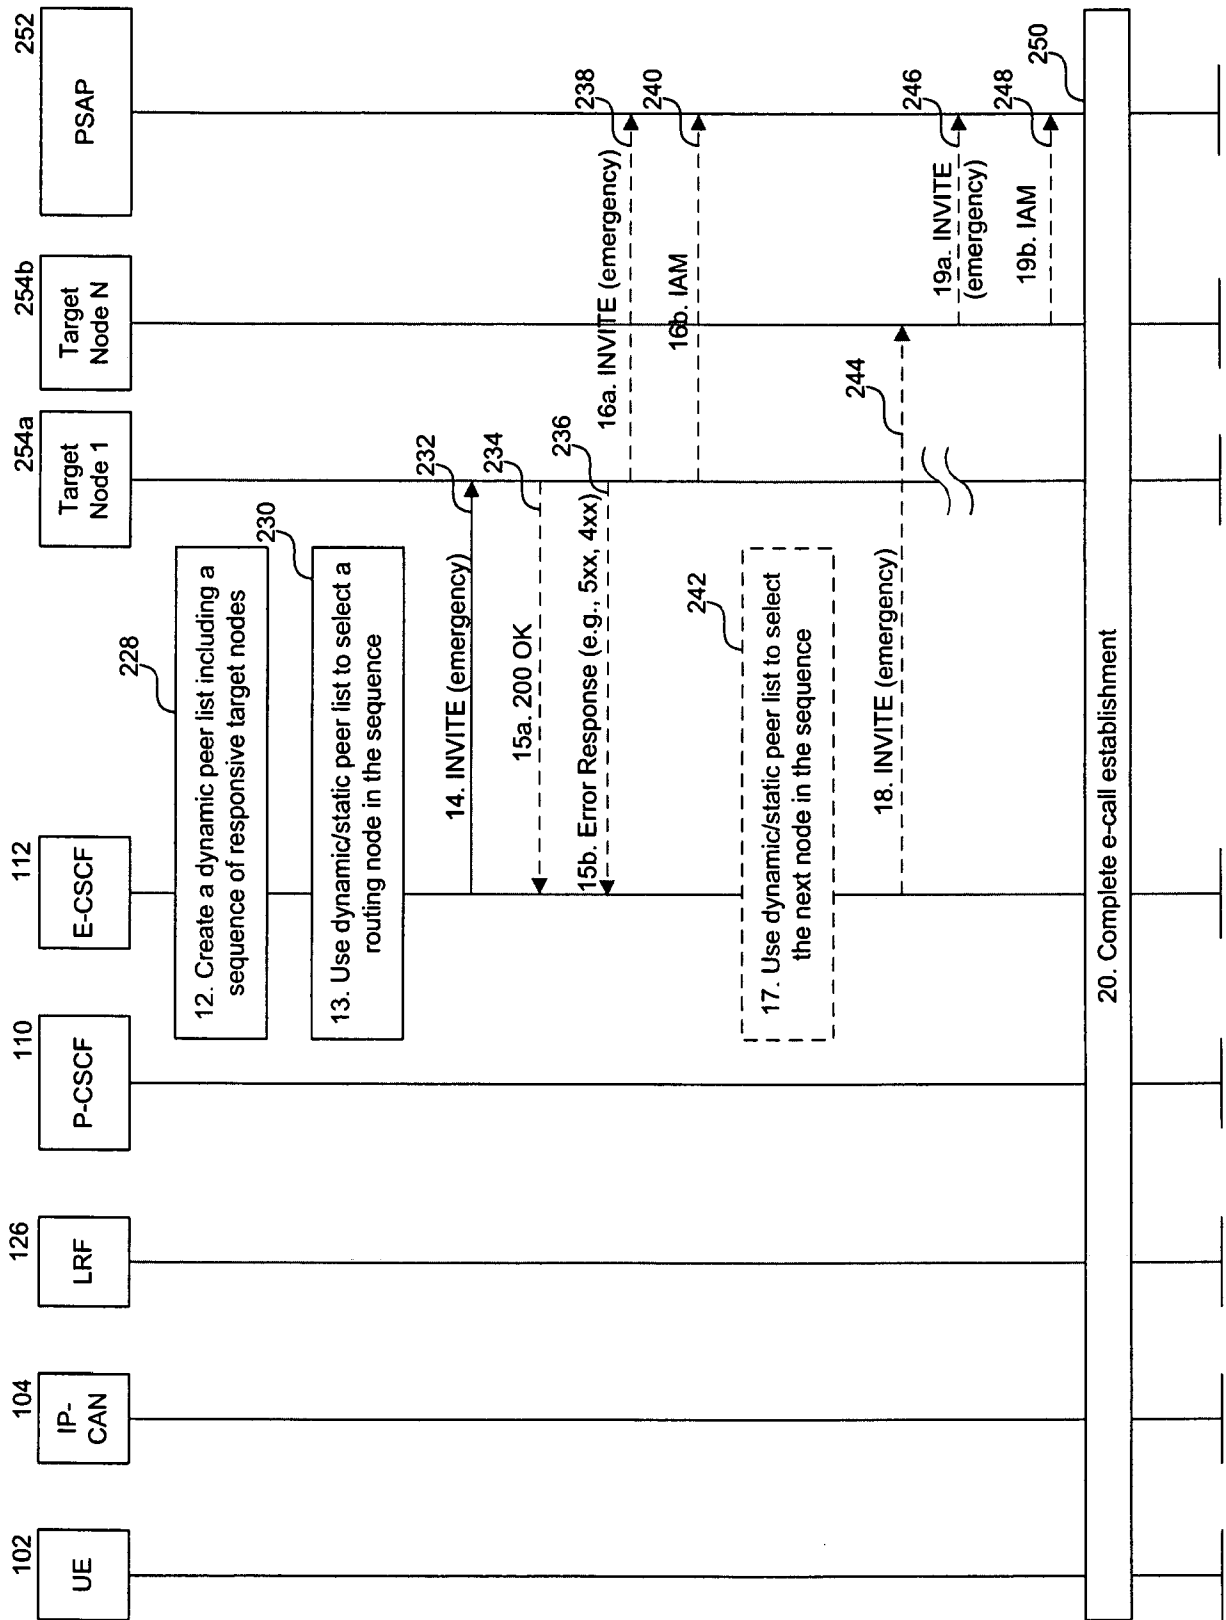 102
UE
104
IP-
CAN
126
LRF
110
P-CSCF
112
E-CSCF
254a
Target
Node 1
254b
Target
Node N
252
PSAP
228
12. Create a dynamic peer list including a
sequence of responsive target nodes
230
13. Use dynamic/static peer list to select a
routing node in the sequence
14. INVITE (emergency)
232
15a. 200 OK
234
15b. Error Response (e.g., 5xx, 4xx)
236
16a. INVITE (emergency)
238
16b. IAM
240
242
17. Use dynamic/static peer list to select
the next node in the sequence
18. INVITE (emergency)
244
19a. INVITE
(emergency)
246
19b. IAM
248
250
20. Complete e-call establishment